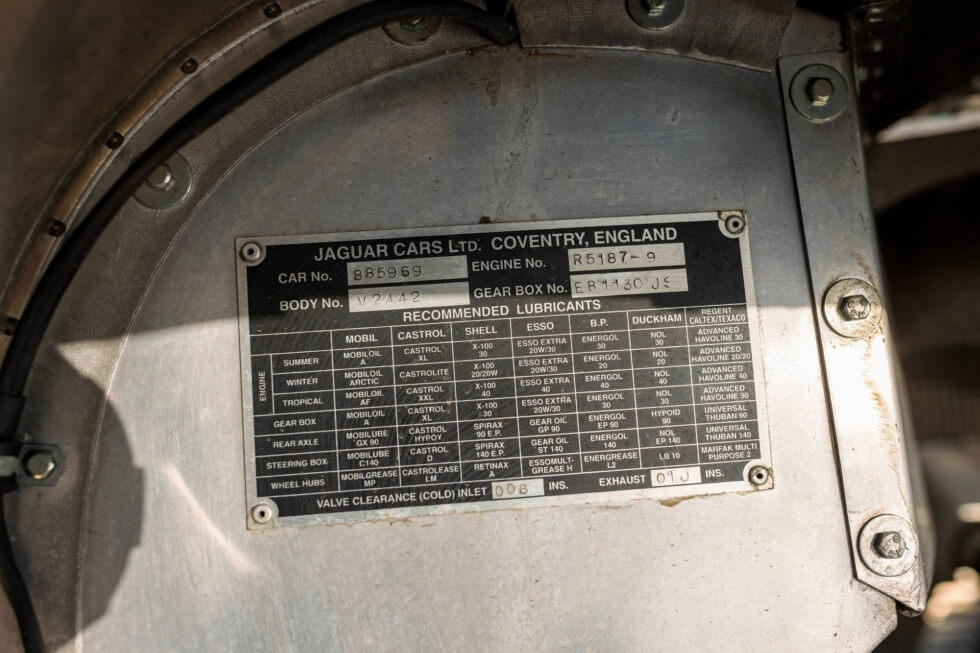 JAGUAR CARS LTD. COVENTRY, ENGLAND
CAR No. 885969 ENGINE No. R5187-9
BODY No. V2442 GEAR BOX No. EB1130 JS
RECOMMENDED LUBRICANTS
MOBIL CASTROL SHELL ESSO B.P. DUCKHAM REGENT CALTEX/TEXACO
ENGINE
SUMMER MOBILOIL A CASTROL XL X-100 30 ESSO EXTRA 20W/30 ENERGOL 30 NOL 30 ADVANCED HAVOLINE 30
WINTER MOBILOIL ARCTIC CASTROLITE X-100 20/20W ESSO EXTRA 20W/30 ENERGOL 20 NOL 20 ADVANCED HAVOLINE 20/20
TROPICAL MOBILOIL AF CASTROL XXL X-100 40 ESSO EXTRA 40 ENERGOL 40 NOL 40 ADVANCED HAVOLINE 40
GEAR BOX MOBILOIL A CASTROL XL X-100 30 ESSO EXTRA 20W/30 ENERGOL 30 NOL 30 ADVANCED HAVOLINE 30
REAR AXLE MOBILUBE GX 90 CASTROL HYPOY SPIRAX 90 E.P. GEAR OIL GP 90 ENERGOL EP 90 HYPOID 90 UNIVERSAL THUBAN 90
STEERING BOX MOBILUBE C140 CASTROL D SPIRAX 140 E.P. GEAR OIL ST 140 ENERGOL 140 NOL EP 140 UNIVERSAL THUBAN 140
WHEEL HUBS MOBILGREASE MP CASTROLEASE LM RETINAX A ESSOMULT-GREASE H ENERGREASE L2 LB 10 MARFAX-MULTI PURPOSE 2
VALVE CLEARANCE (COLD) INLET 008 INS. EXHAUST INS.